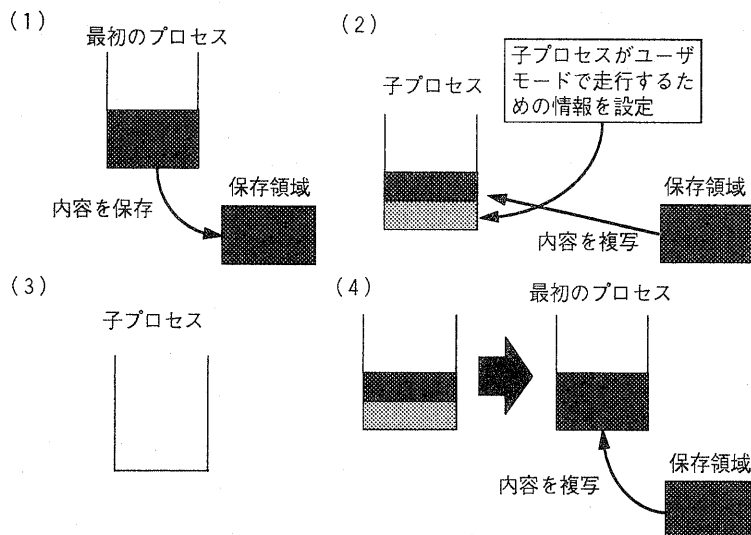 (1)
最初のプロセス
内容を保存
保存領域
(2)
子プロセス
子プロセスがユーザ
モードで走行するた
めの情報を設定
保存領域
内容を複写
(3)
子プロセス
(4)
最初のプロセス
保存領域
内容を複写